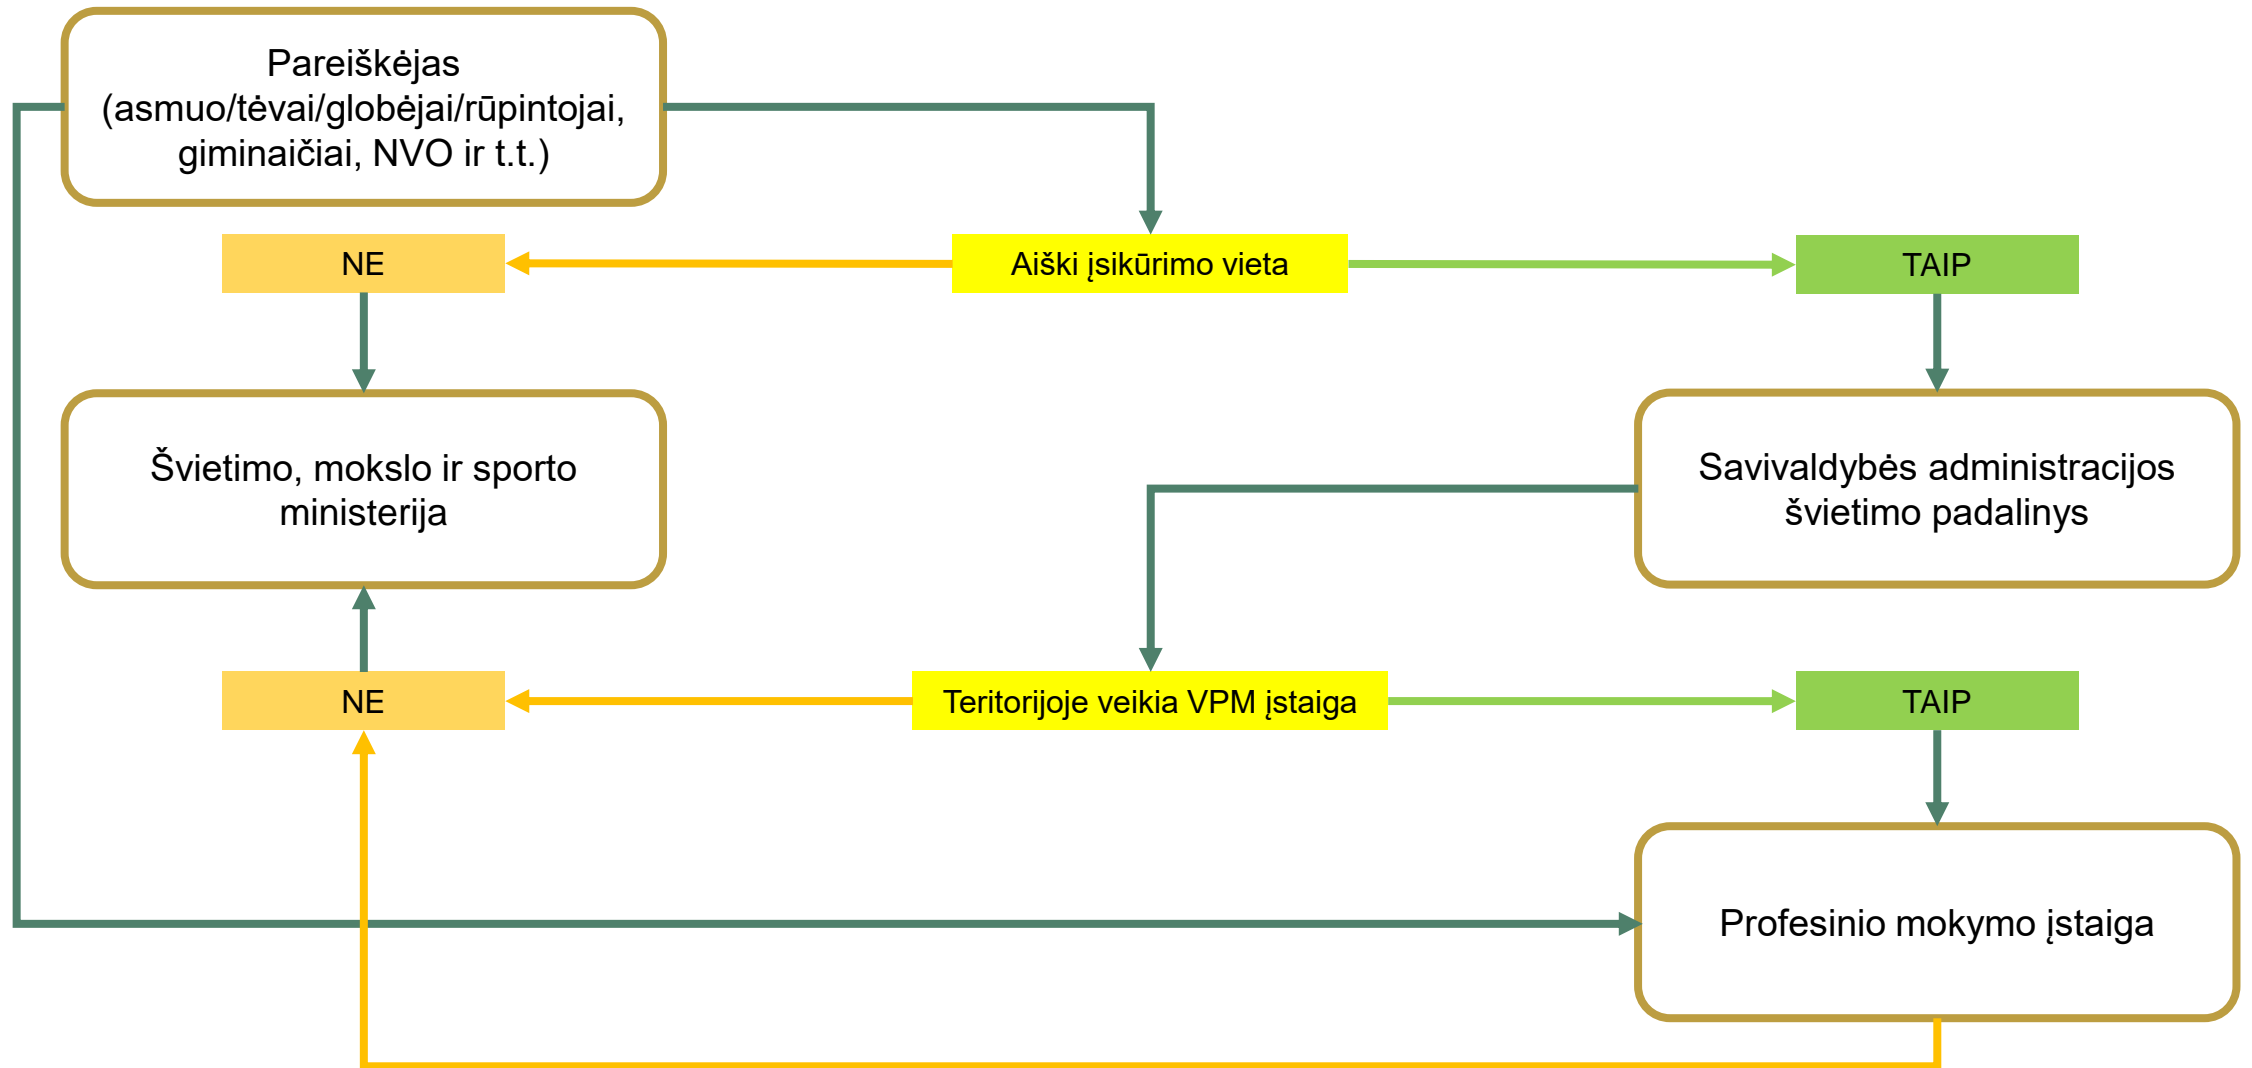 Pareiškėjas
(asmuo/tėvai/globėjai/rūpintojai,
giminaičiai, NVO ir t.t.)
NE
Aiški įsikūrimo vieta
TAIP
Švietimo, mokslo ir sporto
ministerija
Savivaldybės administracijos
švietimo padalinys
NE
Teritorijoje veikia VPM įstaiga
TAIP
Profesinio mokymo įstaiga